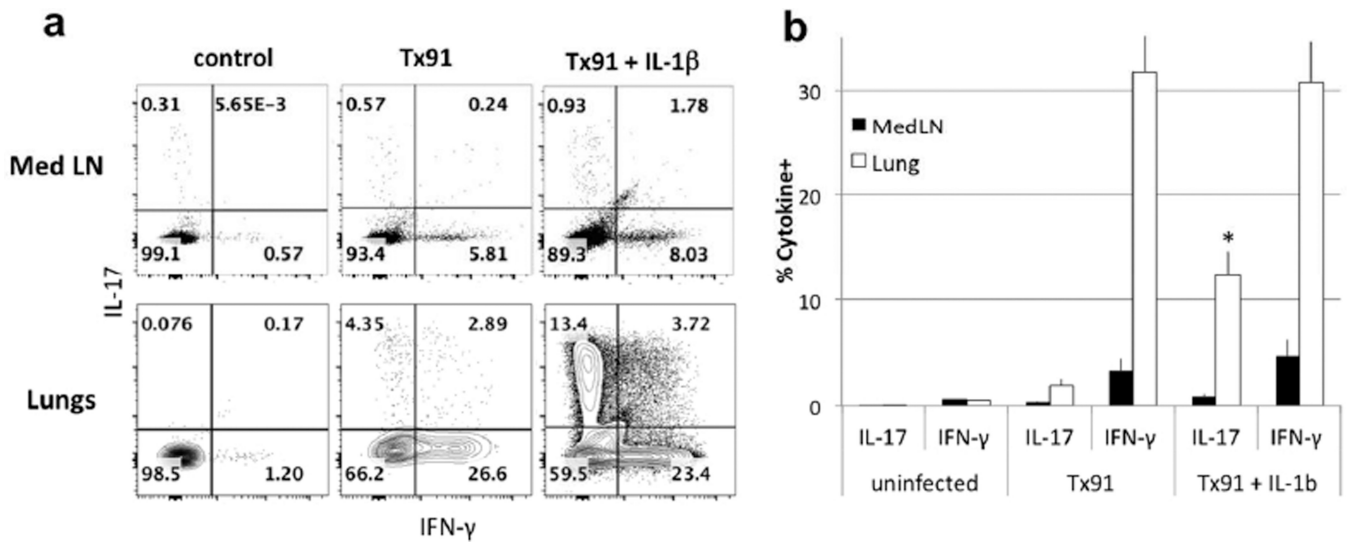 a
control Tx91 Tx91 + IL-1β
Med LN
0.31 5.65E-3
99.1 0.57
0.57 0.24
93.4 5.81
0.93 1.78
89.3 8.03
IL-17
Lungs
0.076 0.17
98.5 1.20
4.35 2.89
66.2 26.6
13.4 3.72
59.5 23.4
IFN-γ
b
% Cytokine+
30
20
10
0
MedLN
Lung
*
IL-17 IFN-γ IL-17 IFN-γ IL-17 IFN-γ
uninfected Tx91 Tx91 + IL-1b